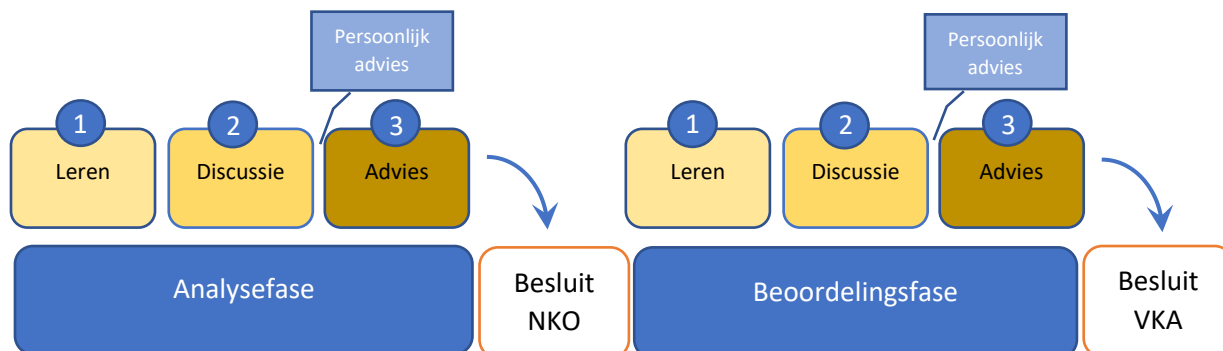 Persoonlijk
advies
Persoonlijk
advies
1
2
3
1
2
3
Leren
Discussie
Advies
Leren
Discussie
Advies
Analysefase
Besluit
NKO
Beoordelingsfase
Besluit
VKA